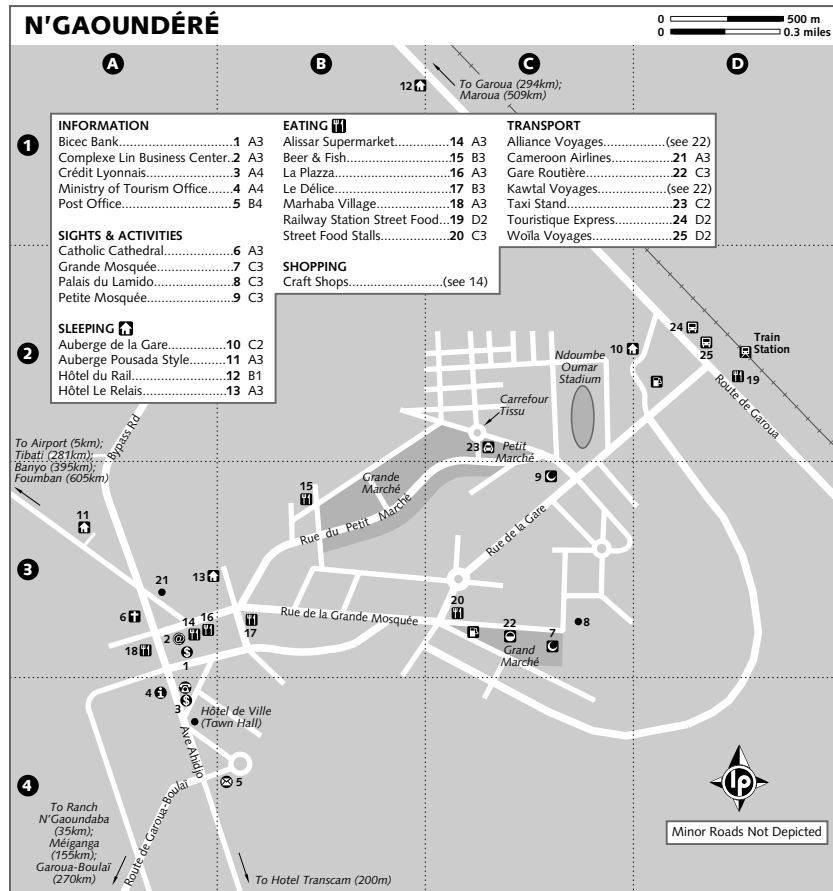 N'GAOUNDÉRÉ
0 500 m
0 0.3 miles
A B C D
12
To Garoua (294km);
Maroua (509km)
1
INFORMATION
Bicec Bank.....................1 A3
Complexe Lin Business Center.2 A3
Crédit Lyonnais.....................3 A4
Ministry of Tourism Office.......4 A4
Post Office.....................5 B4
SIGHTS & ACTIVITIES
Catholic Cathedral.....................6 A3
Grande Mosquée.....................7 C3
Palais du Lamido.....................8 C3
Petite Mosquée.....................9 C3
SLEEPING
Auberge de la Gare.....................10 C2
Auberge Pousada Style...........11 A3
Hôtel du Rail.....................12 B1
Hôtel Le Relais.....................13 A3
EATING
Alissar Supermarket...............14 A3
Beer & Fish.....................15 B3
La Plazza.....................16 A3
Le Délice.....................17 B3
Marhaba Village.....................18 A3
Railway Station Street Food...19 D2
Street Food Stalls.....................20 C3
SHOPPING
Craft Shops.....................(see 14)
TRANSPORT
Alliance Voyages...............(see 22)
Cameroon Airlines...............21 A3
Gare Routière.....................22 C3
Kawtal Voyages...............(see 22)
Taxi Stand.....................23 C2
Touristique Express...............24 D2
Woïla Voyages.....................25 D2
2
10
Ndoumbe
Oumar
Stadium
24
25
Train
Station
19
Route de Garoua
Carrefour
Tissu
23
Petit
Marché
Bypass Rd
To Airport (5km);
Tibati (281km);
Banyo (395km);
Foumban (605km)
Grande
Marché
9
15
11
Rue du Petit Marché
Rue de la Gare
3
21
13
6
14
16
2
18
1
17
Rue de la Grande Mosquée
20
22
7
8
Grand
Marché
4
3
Hôtel de Ville
(Town Hall)
Ave Ahidjo
5
4
Route de Garoua-Boulaï
To Ranch
N'Gaoundaba
(35km);
Méiganga
(155km);
Garoua-Boulaï
(270km)
To Hotel Transcam (200m)
lp
Minor Roads Not Depicted